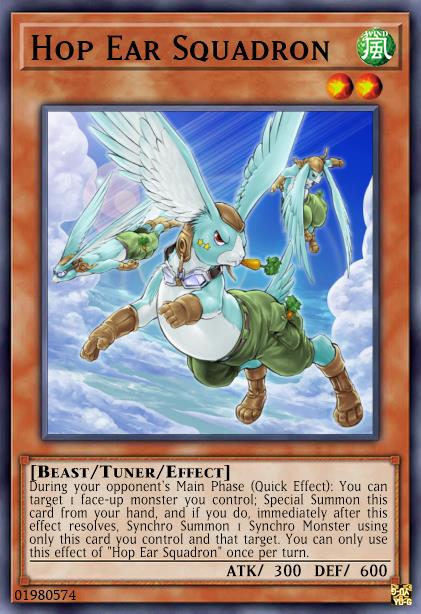 HOP EAR SQUADRON
WIND
風
[BEAST/TUNER/EFFECT]
During your opponent's Main Phase (Quick Effect): You can
target 1 face-up monster you control; Special Summon this
card from your hand, and if you do, immediately after this
effect resolves, Synchro Summon 1 Synchro Monster using
only this card you control and that target. You can only use
this effect of "Hop Ear Squadron" once per turn.
ATK/ 300 DEF/ 600
01980574